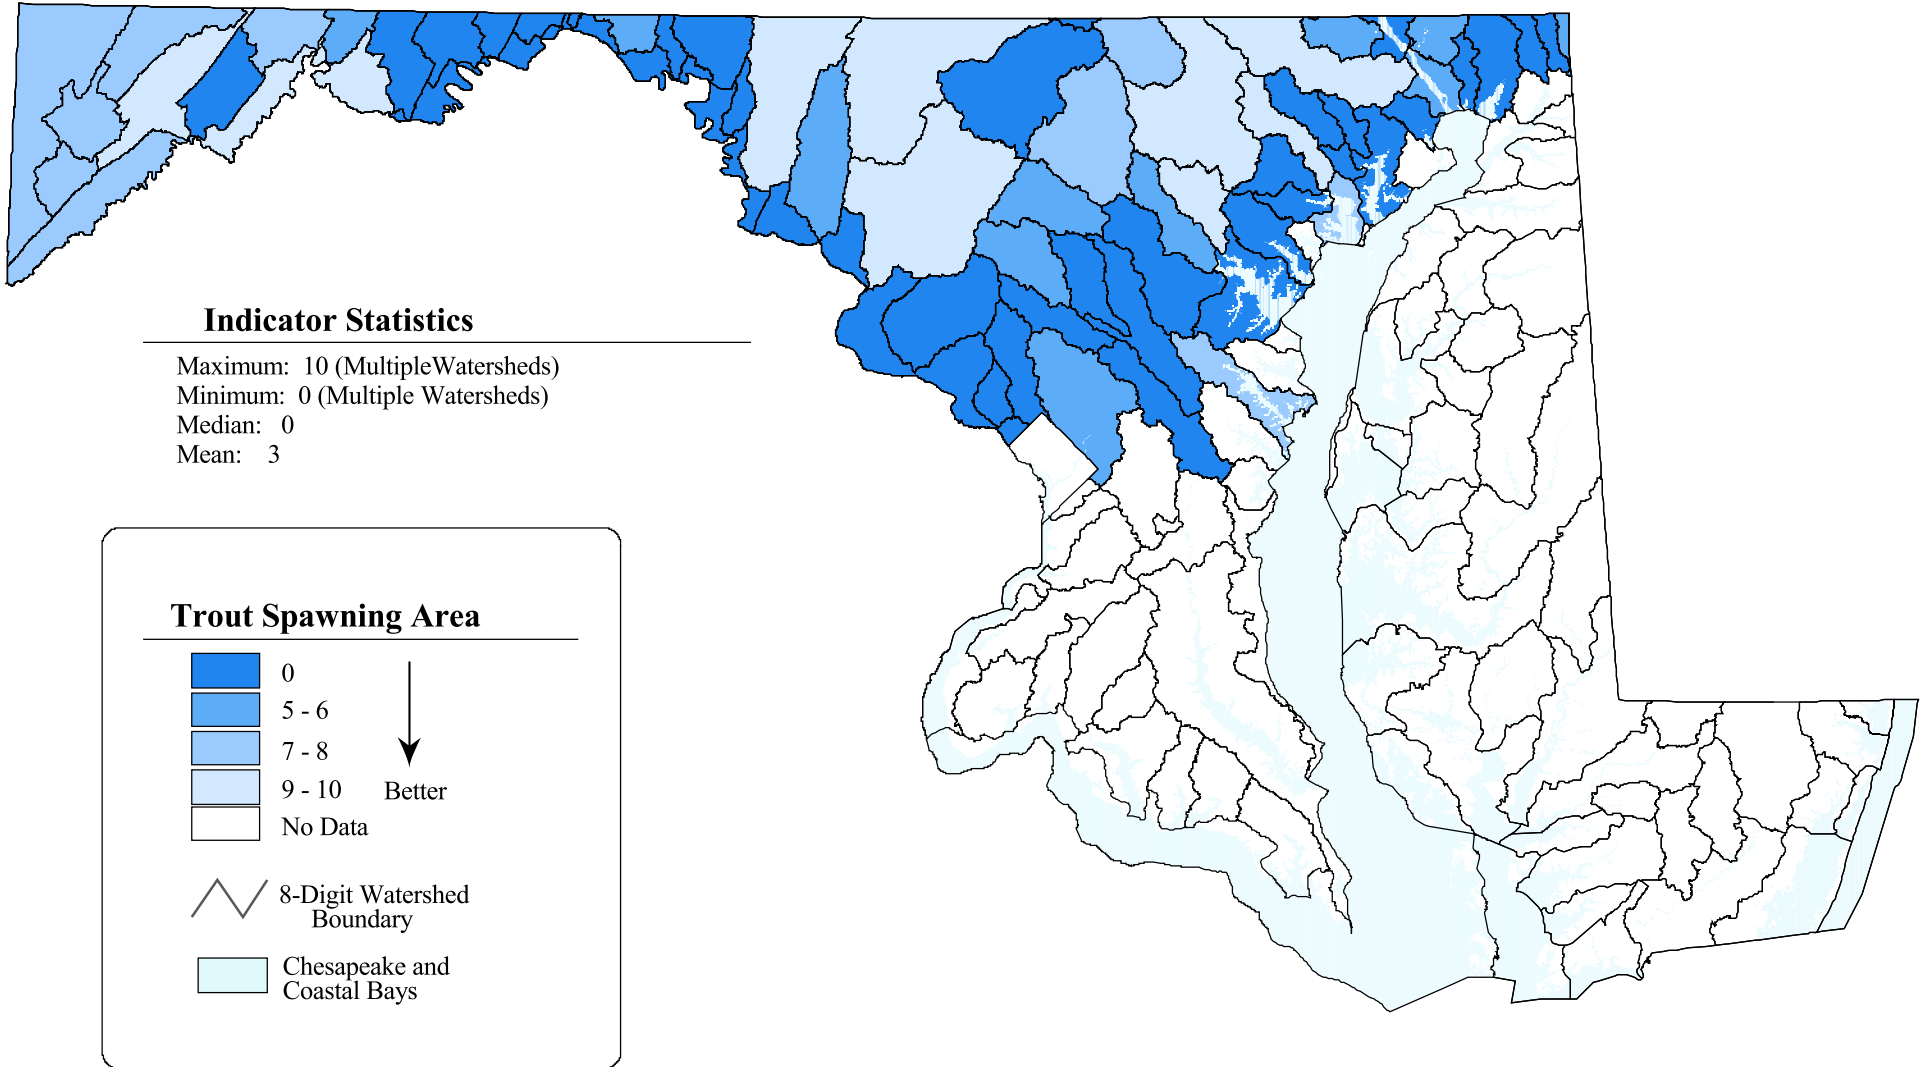 Indicator Statistics
Maximum: 10 (MultipleWatersheds)
Minimum: 0 (Multiple Watersheds)
Median: 0
Mean: 3
Trout Spawning Area
0
5 - 6
7 - 8
9 - 10
Better
No Data
8-Digit Watershed
Boundary
Chesapeake and
Coastal Bays